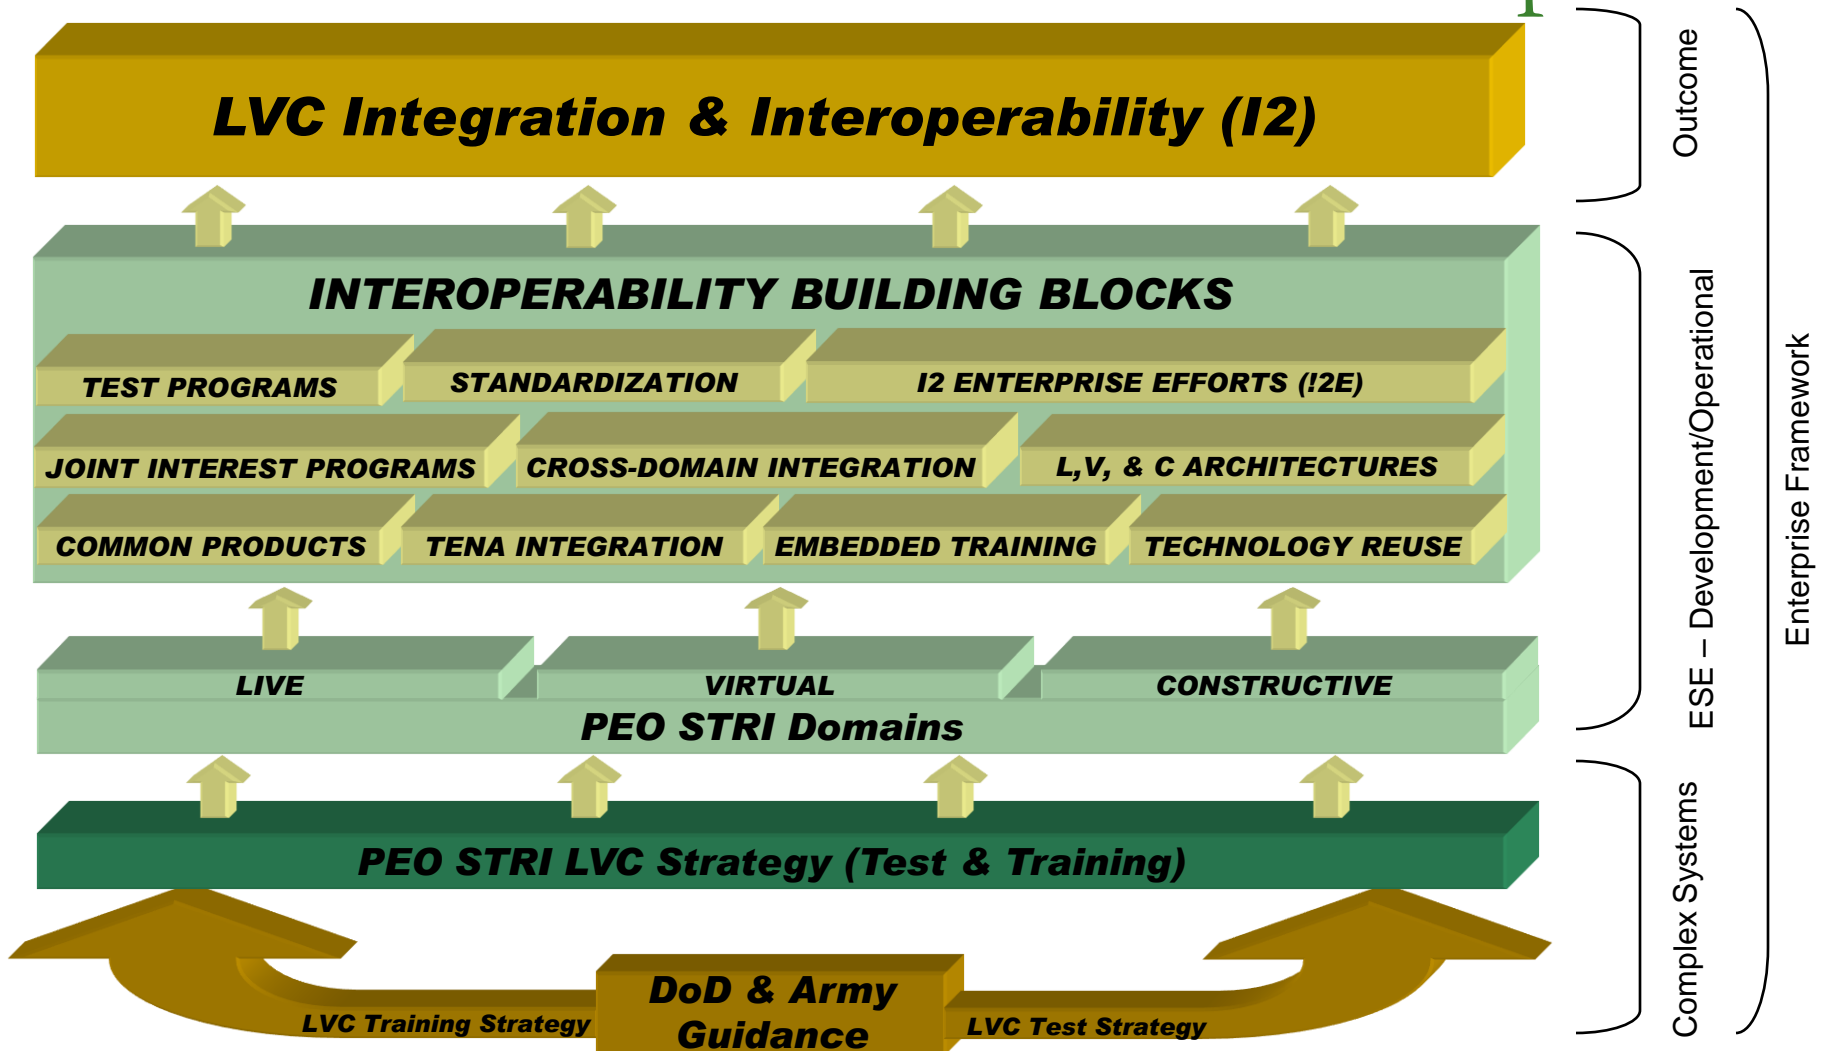 LVC Integration & Interoperability (I2)
INTEROPERABILITY BUILDING BLOCKS
TEST PROGRAMS
STANDARDIZATION
I2 ENTERPRISE EFFORTS (!2E)
JOINT INTEREST PROGRAMS
CROSS-DOMAIN INTEGRATION
L,V, & C ARCHITECTURES
COMMON PRODUCTS
TENA INTEGRATION
EMBEDDED TRAINING
TECHNOLOGY REUSE
LIVE
VIRTUAL
CONSTRUCTIVE
PEO STRI Domains
PEO STRI LVC Strategy (Test & Training)
DoD & Army
Guidance
LVC Training Strategy
LVC Test Strategy
Outcome
ESE – Development/Operational
Complex Systems
Enterprise Framework